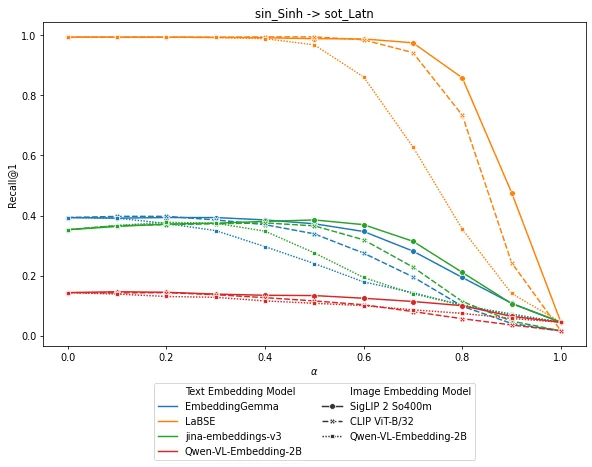 sin_Sinh -> sot_Latn
Recall@1
1.0
0.8
0.6
0.4
0.2
0.0
0.0 0.2 0.4 0.6 0.8 1.0
α
Text Embedding Model
EmbeddingGemma
LaBSE
jina-embeddings-v3
Qwen-VL-Embedding-2B
Image Embedding Model
SigLIP 2 So400m
CLIP ViT-B/32
Qwen-VL-Embedding-2B